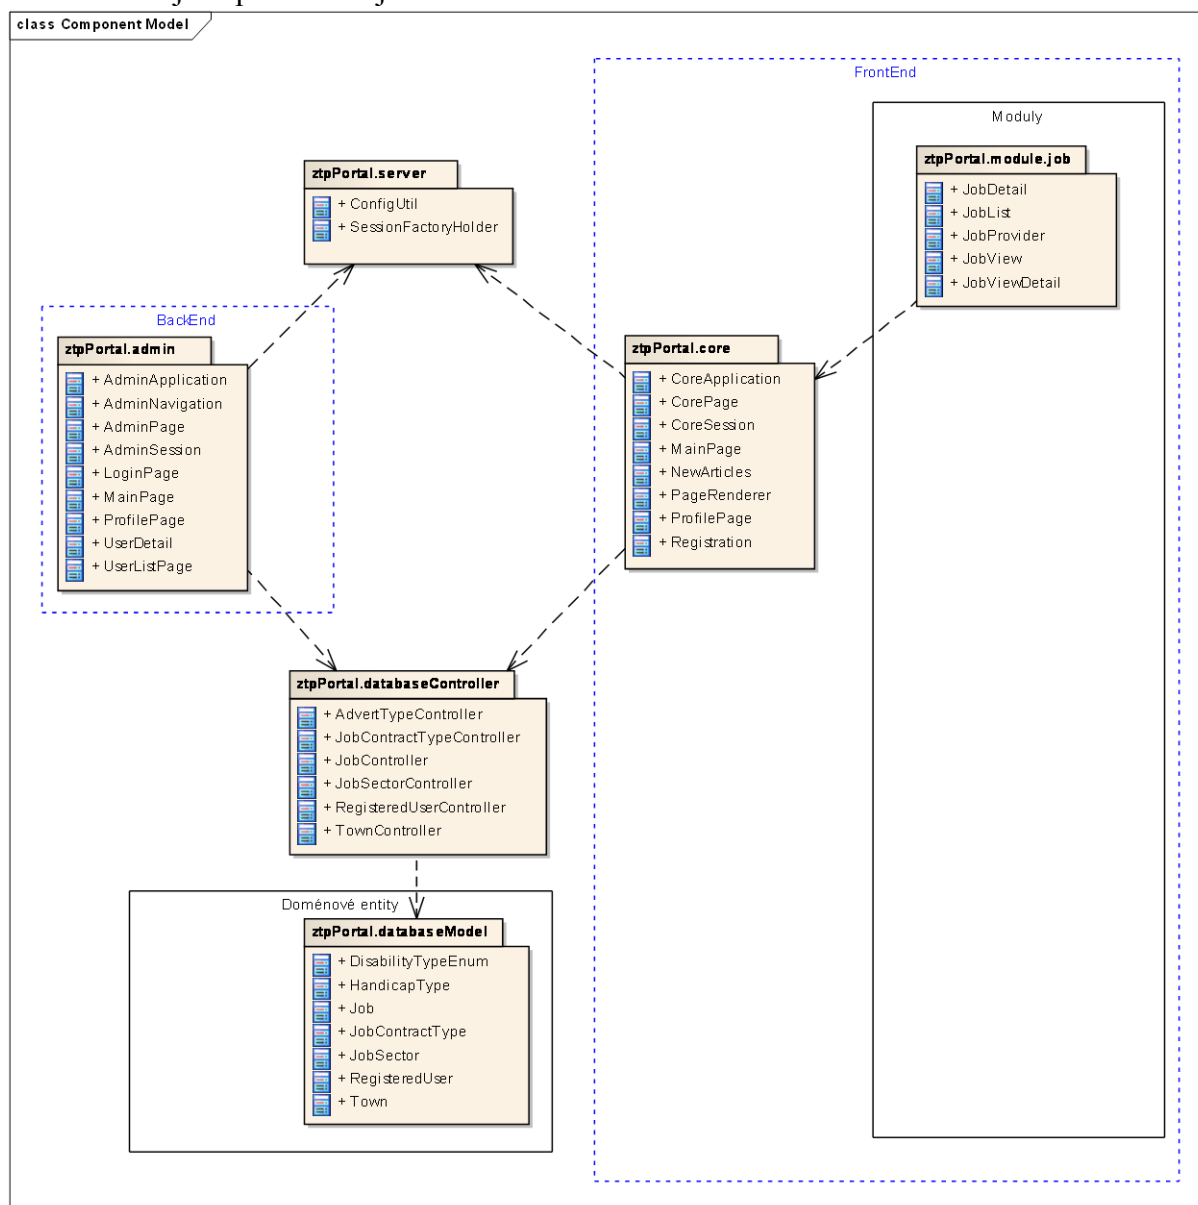 class Component Model
FrontEnd
Moduly
ztpPortal.module.job
+ JobDetail
+ JobList
+ JobProvider
+ JobView
+ JobViewDetail
ztpPortal.server
+ ConfigUtil
+ SessionFactoryHolder
BackEnd
ztpPortal.admin
+ AdminApplication
+ AdminNavigation
+ AdminPage
+ AdminSession
+ LoginPage
+ MainPage
+ ProfilePage
+ UserDetail
+ UserListPage
ztpPortal.core
+ CoreApplication
+ CorePage
+ CoreSession
+ MainPage
+ NewArticles
+ PageRenderer
+ ProfilePage
+ Registration
ztpPortal.databaseController
+ AdvertTypeController
+ JobContractTypeController
+ JobController
+ JobSectorController
+ RegisteredUserController
+ TownController
Doménové entity
ztpPortal.databaseModel
+ DisabilityTypeEnum
+ HandicapType
+ Job
+ JobContractType
+ JobSector
+ RegisteredUser
+ Town